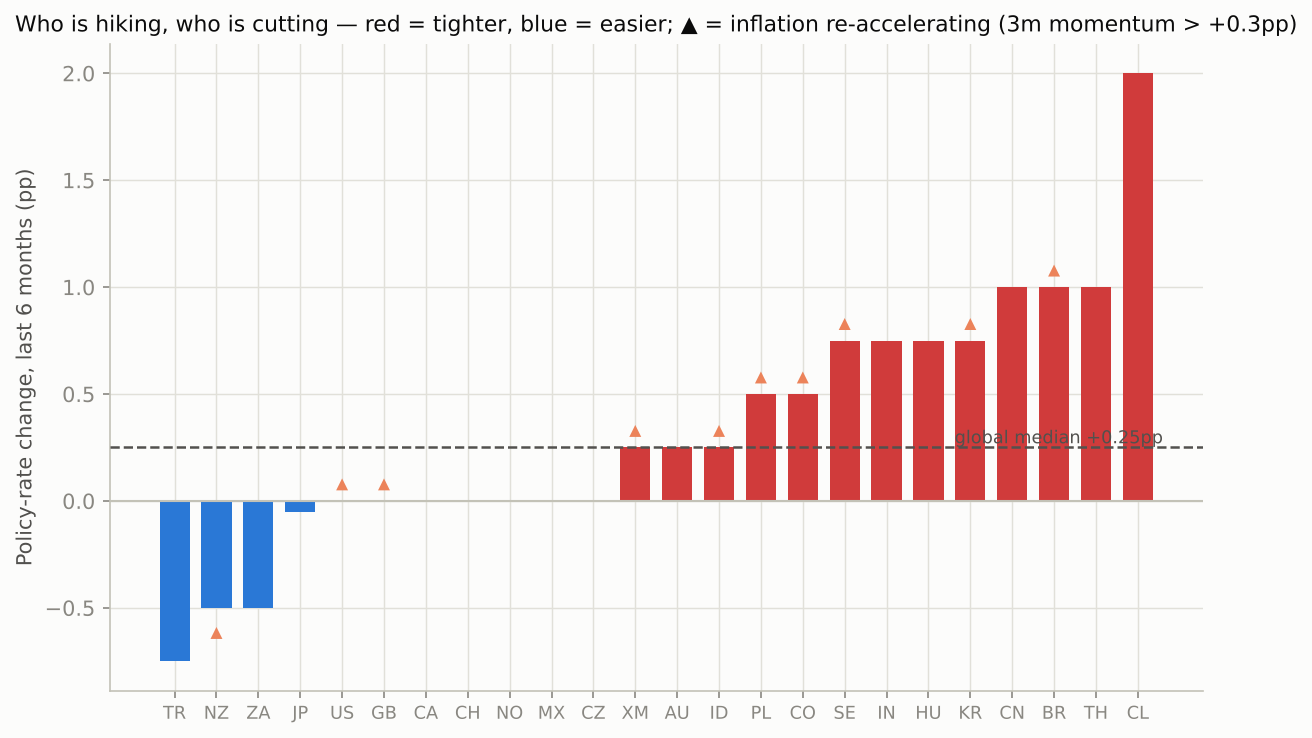 Who is hiking, who is cutting — red = tighter, blue = easier; ▲ = inflation re-accelerating (3m momentum > +0.3pp)
Policy-rate change, last 6 months (pp)
2.0
1.5
1.0
0.5
0.0
−0.5
global median +0.25pp
TR NZ ZA JP US GB CA CH NO MX CZ XM AU ID PL CO SE IN HU KR CN BR TH CL